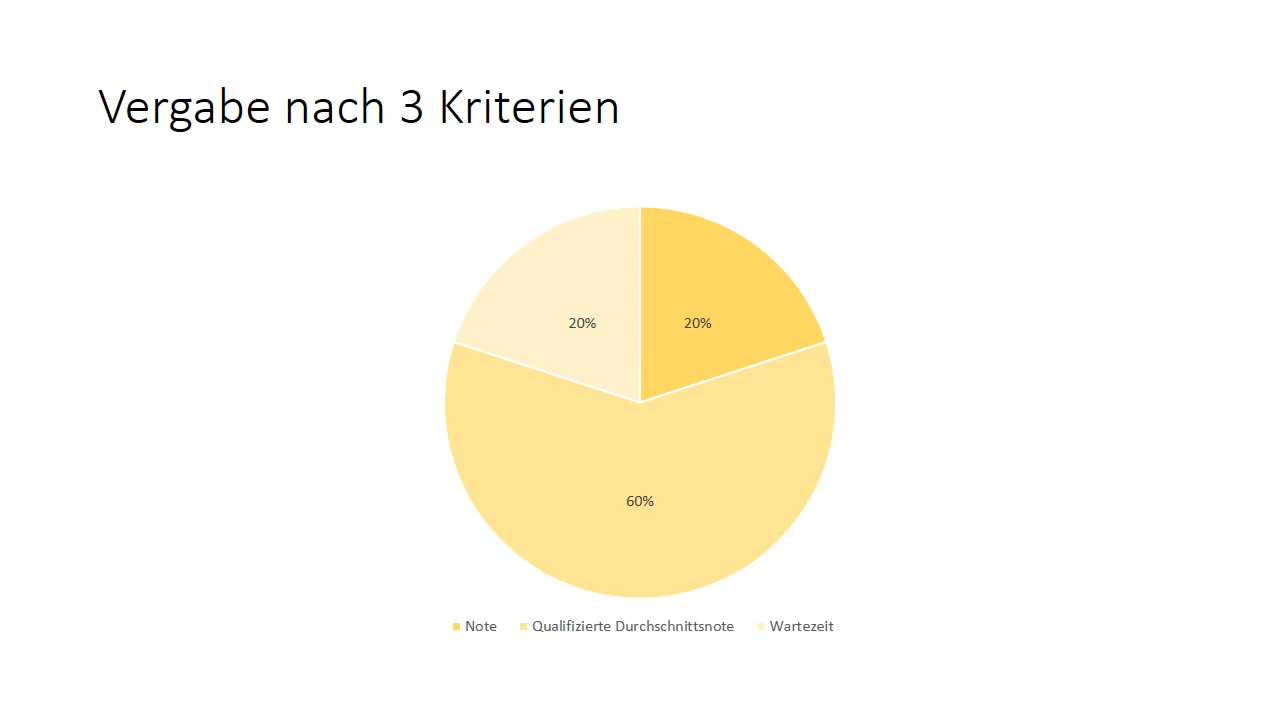 Vergabe nach 3 Kriterien
20% 20%
60%
Note Qualifizierte Durchschnittsnote Wartezeit